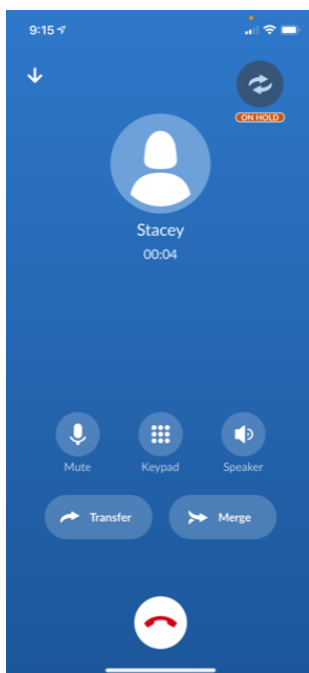 9:15
ON HOLD
Stacey
00:04
Mute Keypad Speaker
Transfer Merge